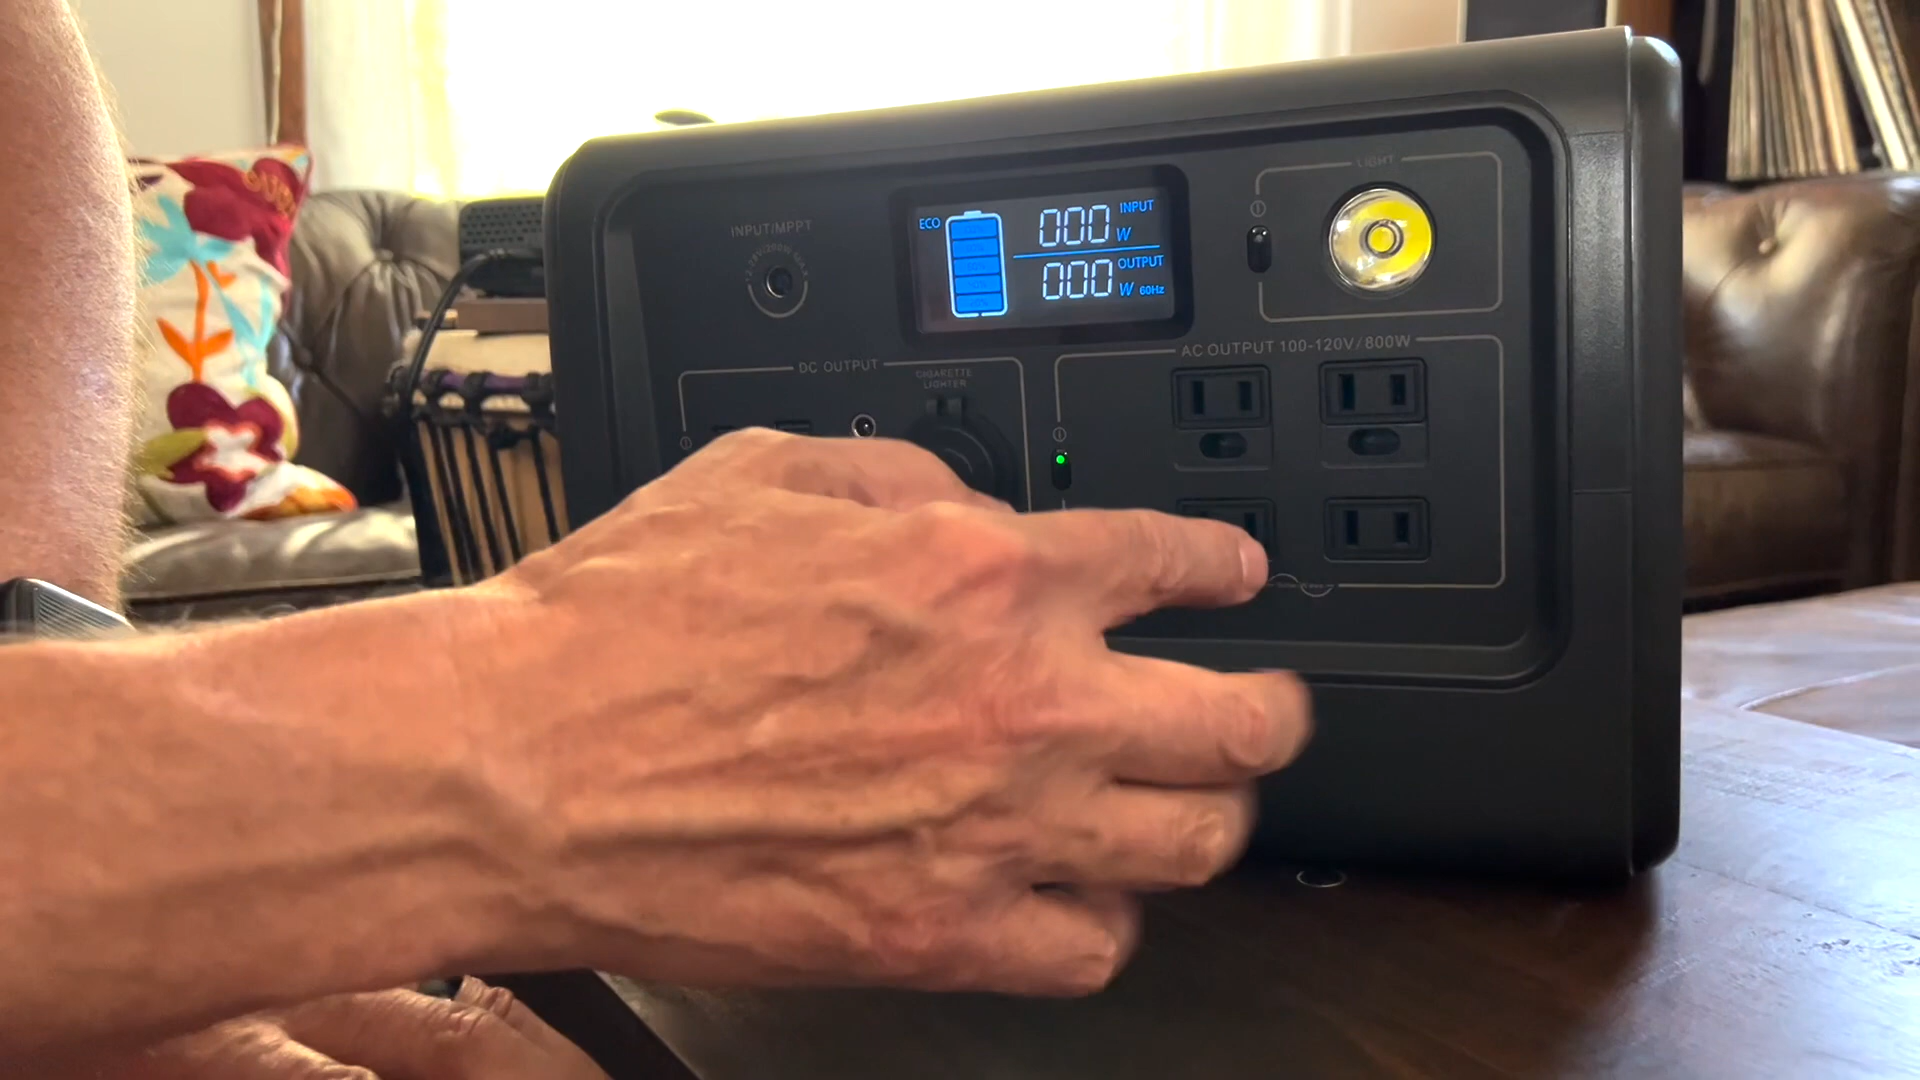 LIGHT
INPUT/MPPT
ECO
000 INPUT
W
000 OUTPUT
W 60Hz
AC OUTPUT 100-120V/800W
DC OUTPUT
CIGARETTE
LIGHTER